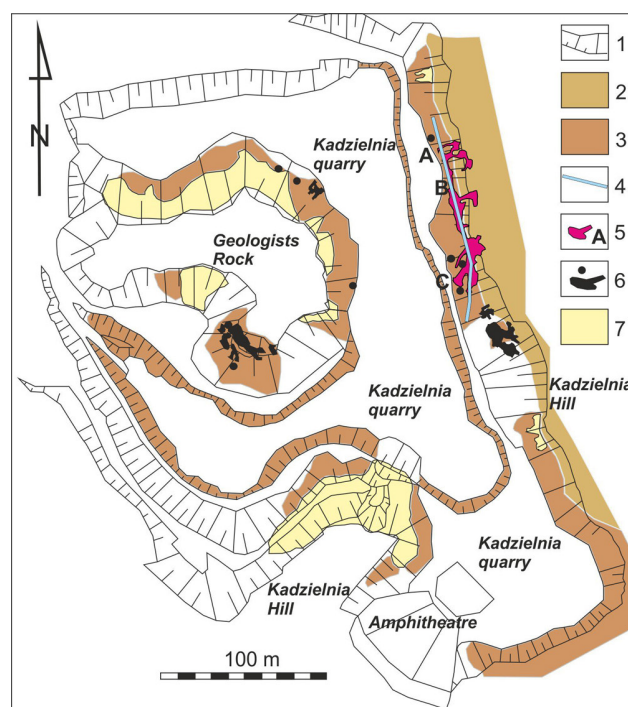 N
Kadzielnia
quarry
Geologists
Rock
A
B
C
Kadzielnia
quarry
Kadzielnia
Hill
Kadzielnia
quarry
Kadzielnia
Hill
Amphitheatre
100 m
1
2
3
4
A 5
6
7